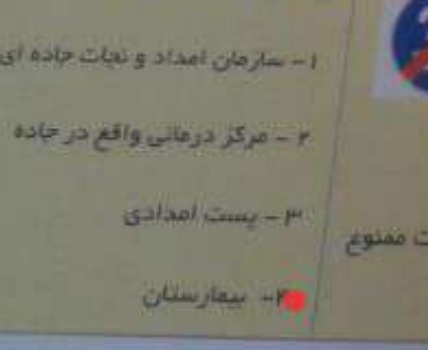 ۱- سازمان امداد و نجات جاده ای
۲- مرکز درمانی واقع در جاده
۳- پست امدادی
ممنوع
۴- بیمارستان